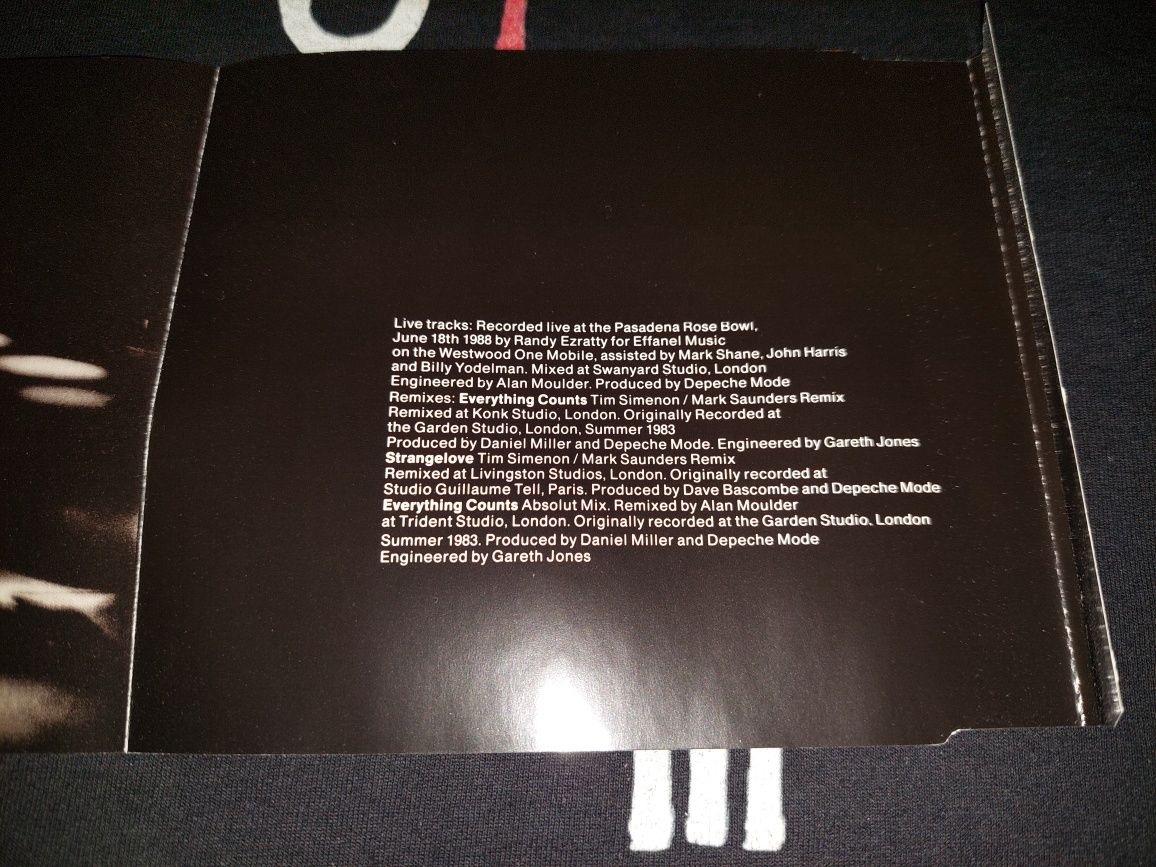 Live tracks: Recorded live at the Pasadena Rose Bowl,
June 18th 1988 by Randy Ezratty for Effanel Music
on the Westwood One Mobile, assisted by Mark Shane, John Harris
and Billy Yodelman. Mixed at Swanyard Studio, London
Engineered by Alan Moulder. Produced by Depeche Mode
Remixes: Everything Counts Tim Simenon / Mark Saunders Remix
Remixed at Konk Studio, London. Originally Recorded at
the Garden Studio, London, Summer 1983
Produced by Daniel Miller and Depeche Mode. Engineered by Gareth Jones
Strangelove Tim Simenon / Mark Saunders Remix
Remixed at Livingston Studios, London. Originally recorded at
Studio Guillaume Tell, Paris. Produced by Dave Bascombe and Depeche Mode
Everything Counts Absolut Mix. Remixed by Alan Moulder
at Trident Studio, London. Originally recorded at the Garden Studio, London
Summer 1983. Produced by Daniel Miller and Depeche Mode
Engineered by Gareth Jones